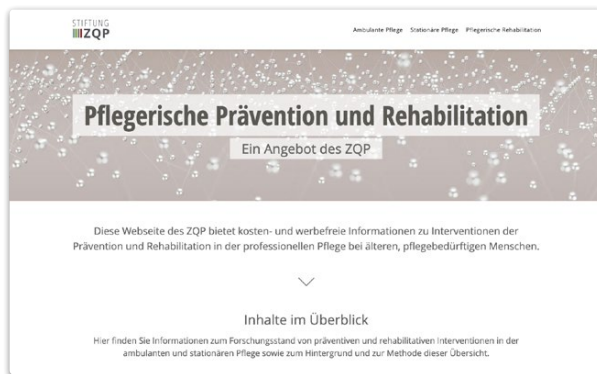 STIFTUNG
ZQP
Ambulante Pflege Stationäre Pflege Pflegerische Rehabilitation
Pflegerische Prävention und Rehabilitation
Ein Angebot des ZQP
Diese Webseite des ZQP bietet kosten- und werbefreie Informationen zu Interventionen der
Prävention und Rehabilitation in der professionellen Pflege bei älteren, pflegebedürftigen Menschen.
Inhalte im Überblick
Hier finden Sie Informationen zum Forschungsstand von präventiven und rehabilitativen Interventionen in der
ambulanten und stationären Pflege sowie zum Hintergrund und zur Methode dieser Übersicht.